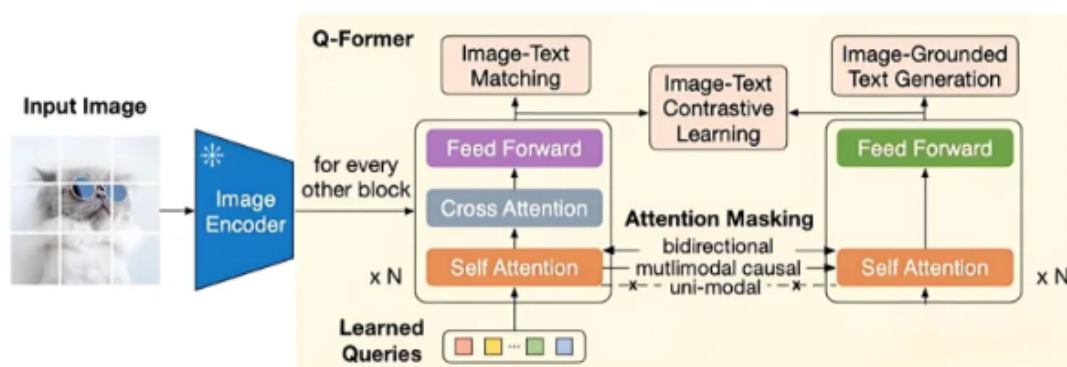 Q-Former
Input Image
Image
Encoder
for every
other block
Image-Text
Matching
Image-Text
Contrastive
Learning
Image-Grounded
Text Generation
Feed Forward
Cross Attention
Self Attention
x N
Attention Masking
bidirectional
mutlimodal causal
uni-modal
Feed Forward
Self Attention
x N
Learned
Queries
...